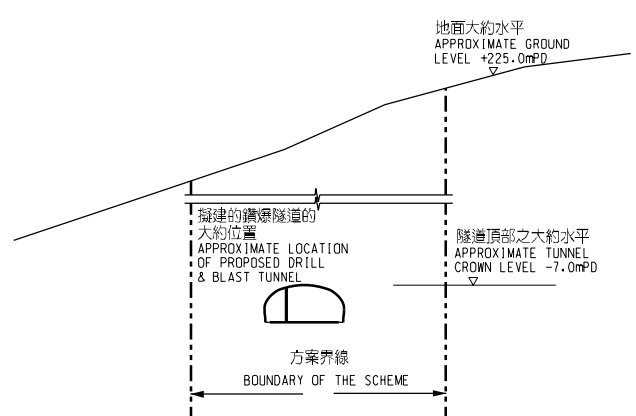 地面大約水平
APPROXIMATE GROUND
LEVEL +225.0mPD
擬建的鑽爆隧道的
大約位置
APPROXIMATE LOCATION
OF PROPOSED DRILL
& BLAST TUNNEL
隧道頂部之大約水平
APPROXIMATE TUNNEL
CROWN LEVEL -7.0mPD
方案界線
BOUNDARY OF THE SCHEME